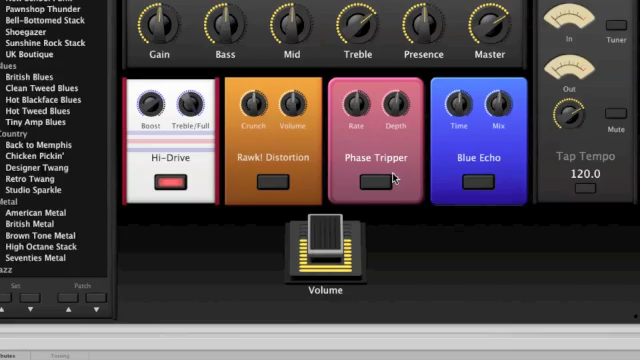 Pawnshop Thunder
Bell-Bottomed Stack
Shoegazer
Sunshine Rock Stack
UK Boutique
Blues
British Blues
Clean Tweed Blues
Hot Blackface Blues
Hot Tweed Blues
Tiny Amp Blues
Country
Back to Memphis
Chicken Pickin'
Designer Twang
Retro Twang
Studio Sparkle
Metal
American Metal
British Metal
Brown Tone Metal
High Octane Stack
Seventies Metal
Jazz
Set
Patch
Gain
Bass
Mid
Treble
Presence
Master
In
Tuner
Out
Mute
Tap Tempo
120.0
Boost
Treble/Full
Hi-Drive
Crunch
Volume
Rawk! Distortion
Rate
Depth
Phase Tripper
Time
Mix
Blue Echo
Volume